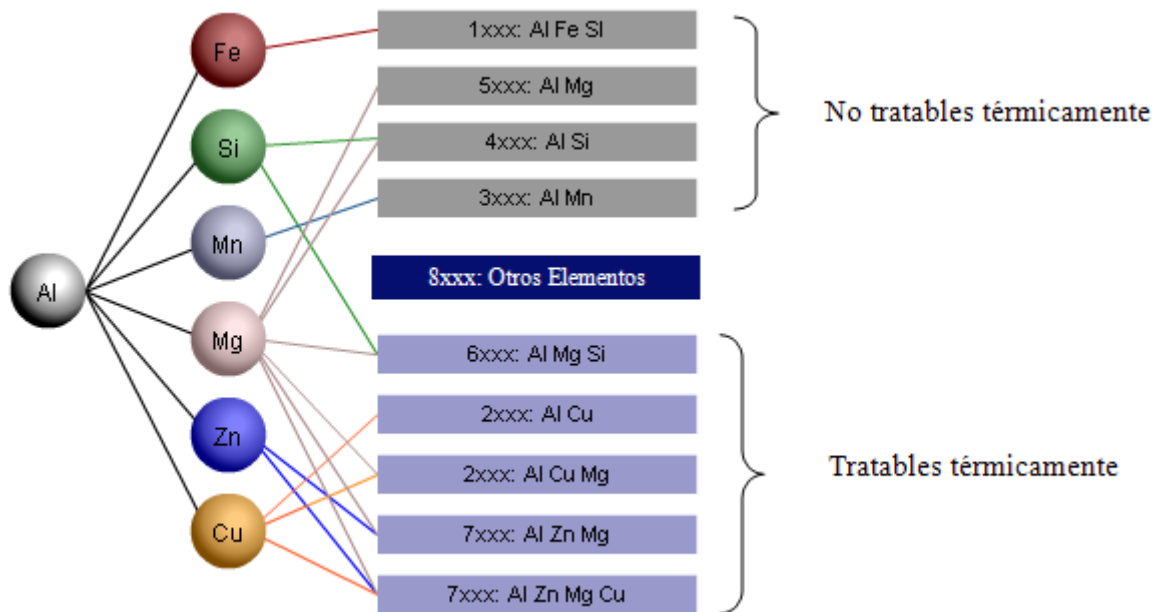 Al
Fe
Si
Mn
Mg
Zn
Cu
1xxx: Al Fe SI
5xxx: Al Mg
4xxx: Al Si
3xxx: Al Mn
No tratables térmicamente
8xxx: Otros Elementos
6xxx: Al Mg Si
2xxx: Al Cu
2xxx: Al Cu Mg
7xxx: Al Zn Mg
7xxx: Al Zn Mg Cu
Tratables térmicamente